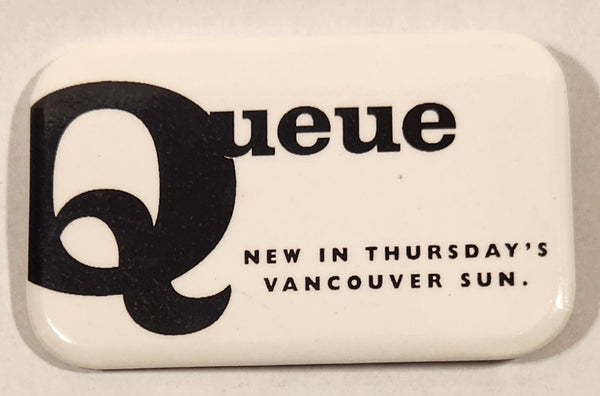 Queue
NEW IN THURSDAY'S
VANCOUVER SUN.